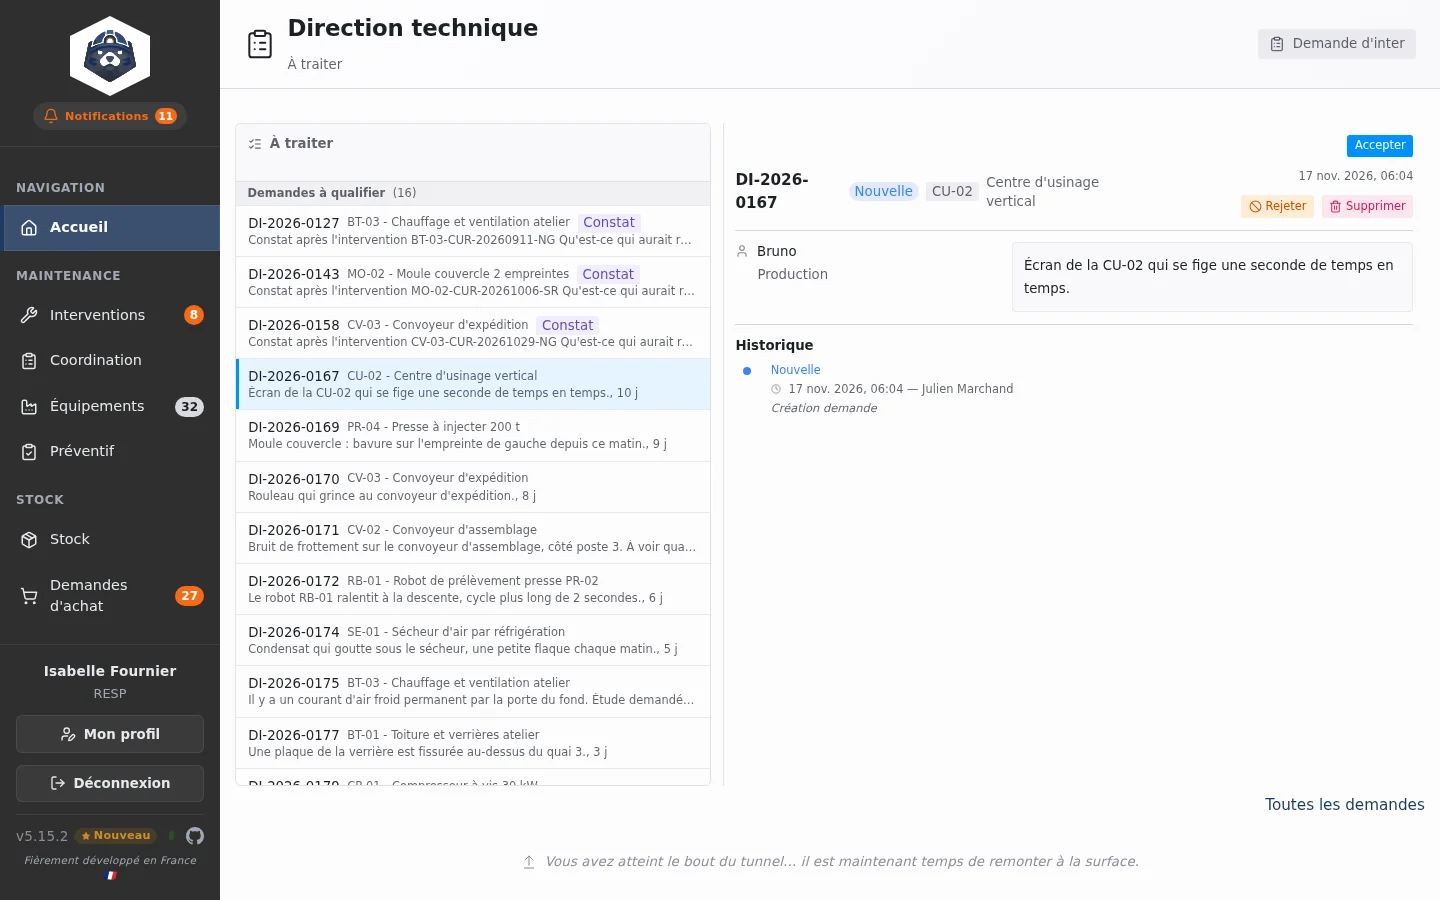 Notifications 11
NAVIGATION
Accueil
MAINTENANCE
Interventions 8
Coordination
Équipements 32
Préventif
STOCK
Stock
Demandes
d'achat 27
Isabelle Fournier
RESP
Mon profil
Déconnexion
v5.15.2 Nouveau
Fièrement développé en France
Direction technique
À traiter
Demande d'inter
À traiter
Demandes à qualifier (16)
DI-2026-0127 BT-03 - Chauffage et ventilation atelier Constat
Constat après l'intervention BT-03-CUR-20260911-NG Qu'est-ce qui aurait r...
DI-2026-0143 MO-02 - Moule couvercle 2 empreintes Constat
Constat après l'intervention MO-02-CUR-20261006-SR Qu'est-ce qui aurait r...
DI-2026-0158 CV-03 - Convoyeur d'expédition Constat
Constat après l'intervention CV-03-CUR-20261029-NG Qu'est-ce qui aurait r...
DI-2026-0167 CU-02 - Centre d'usinage vertical
Écran de la CU-02 qui se fige une seconde de temps en temps., 10 j
DI-2026-0169 PR-04 - Presse à injecter 200 t
Moule couvercle : bavure sur l'empreinte de gauche depuis ce matin., 9 j
DI-2026-0170 CV-03 - Convoyeur d'expédition
Rouleau qui grince au convoyeur d'expédition., 8 j
DI-2026-0171 CV-02 - Convoyeur d'assemblage
Bruit de frottement sur le convoyeur d'assemblage, côté poste 3. À voir qua...
DI-2026-0172 RB-01 - Robot de prélèvement presse PR-02
Le robot RB-01 ralentit à la descente, cycle plus long de 2 secondes., 6 j
DI-2026-0174 SE-01 - Sécheur d'air par réfrigération
Condensat qui goutte sous le sécheur, une petite flaque chaque matin., 5 j
DI-2026-0175 BT-03 - Chauffage et ventilation atelier
Il y a un courant d'air froid permanent par la porte du fond. Étude demandé...
DI-2026-0177 BT-01 - Toiture et verrières atelier
Une plaque de la verrière est fissurée au-dessus du quai 3., 3 j
DI-2026-0179 CP-01 - Compresseur à vis 30 kW
Accepter
DI-2026-
0167
Nouvelle CU-02
Centre d'usinage
vertical
17 nov. 2026, 06:04
Rejeter Supprimer
Bruno
Production
Écran de la CU-02 qui se fige une seconde de temps en
temps.
Historique
Nouvelle
17 nov. 2026, 06:04 — Julien Marchand
Création demande
Toutes les demandes
Vous avez atteint le bout du tunnel... il est maintenant temps de remonter à la surface.